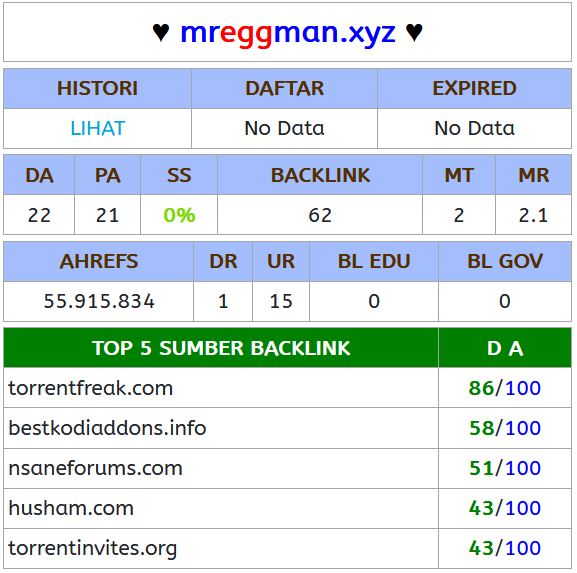 ♥ mreggman.xyz ♥
HISTORI DAFTAR EXPIRED
LIHAT No Data No Data
DA PA SS BACKLINK MT MR
22 21 0% 62 2 2.1
AHREFS DR UR BL EDU BL GOV
55.915.834 1 15 0 0
TOP 5 SUMBER BACKLINK D A
torrentfreak.com 86/100
bestkodiaddons.info 58/100
nsaneforums.com 51/100
husham.com 43/100
torrentinvites.org 43/100